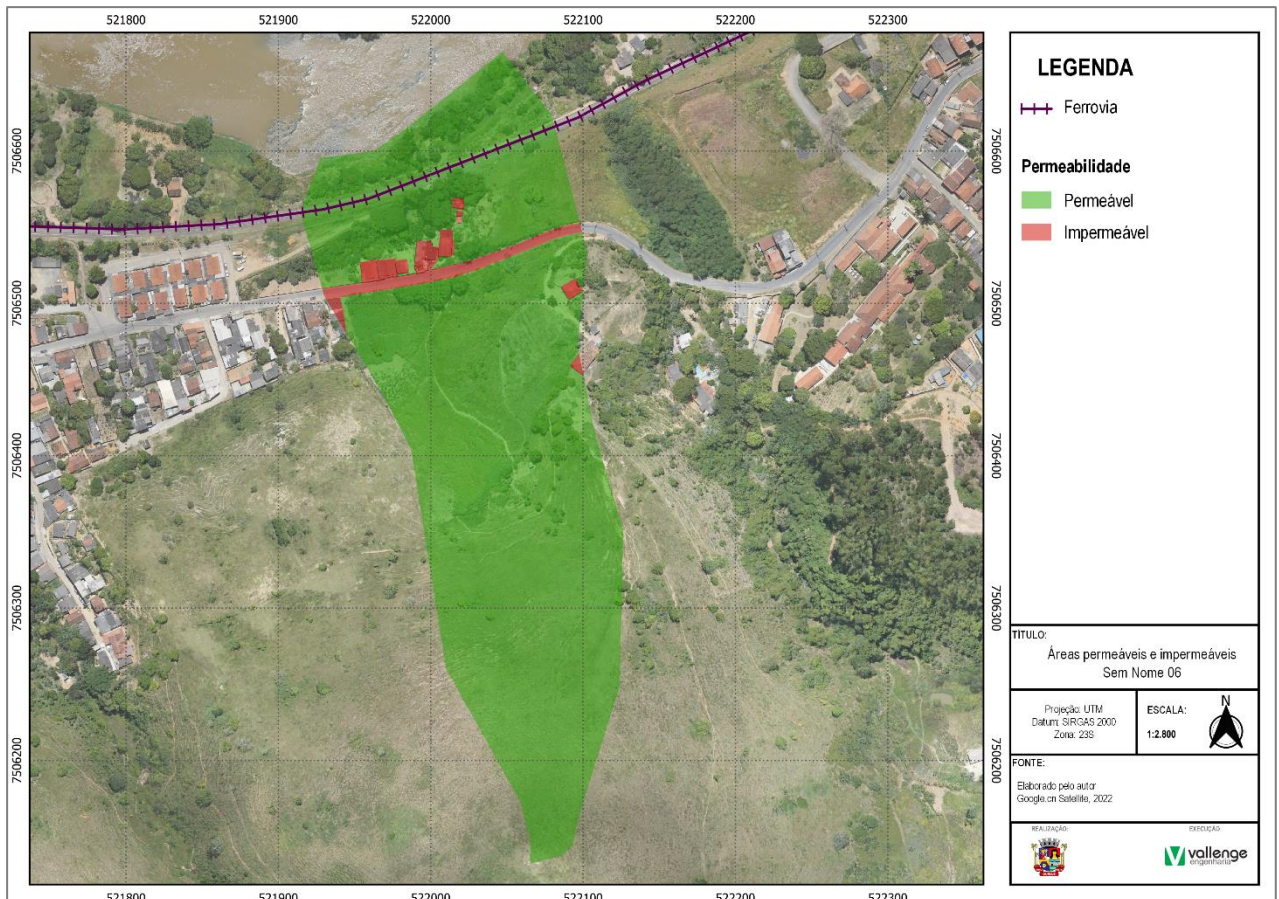 521800
521900
522000
522100
522200
522300
7506600
7506500
7506400
7506300
7506200
7506600
7506500
7506400
7506300
7506200
521800
521900
522000
522100
522200
522300
LEGENDA
Ferrovia
Permeabilidade
Permeável
Impermeável
TÍTULO:
Áreas permeáveis e impermeáveis
Sem Nome 06
Projeção: UTM
Datum: SIRGAS 2000
Zona: 23S
ESCALA:
1:2.800
N
FONTE:
Elaborado pelo autor
Google.cn Satellite, 2022
REALIZAÇÃO:
EXECUÇÃO:
vallenge
engenharia